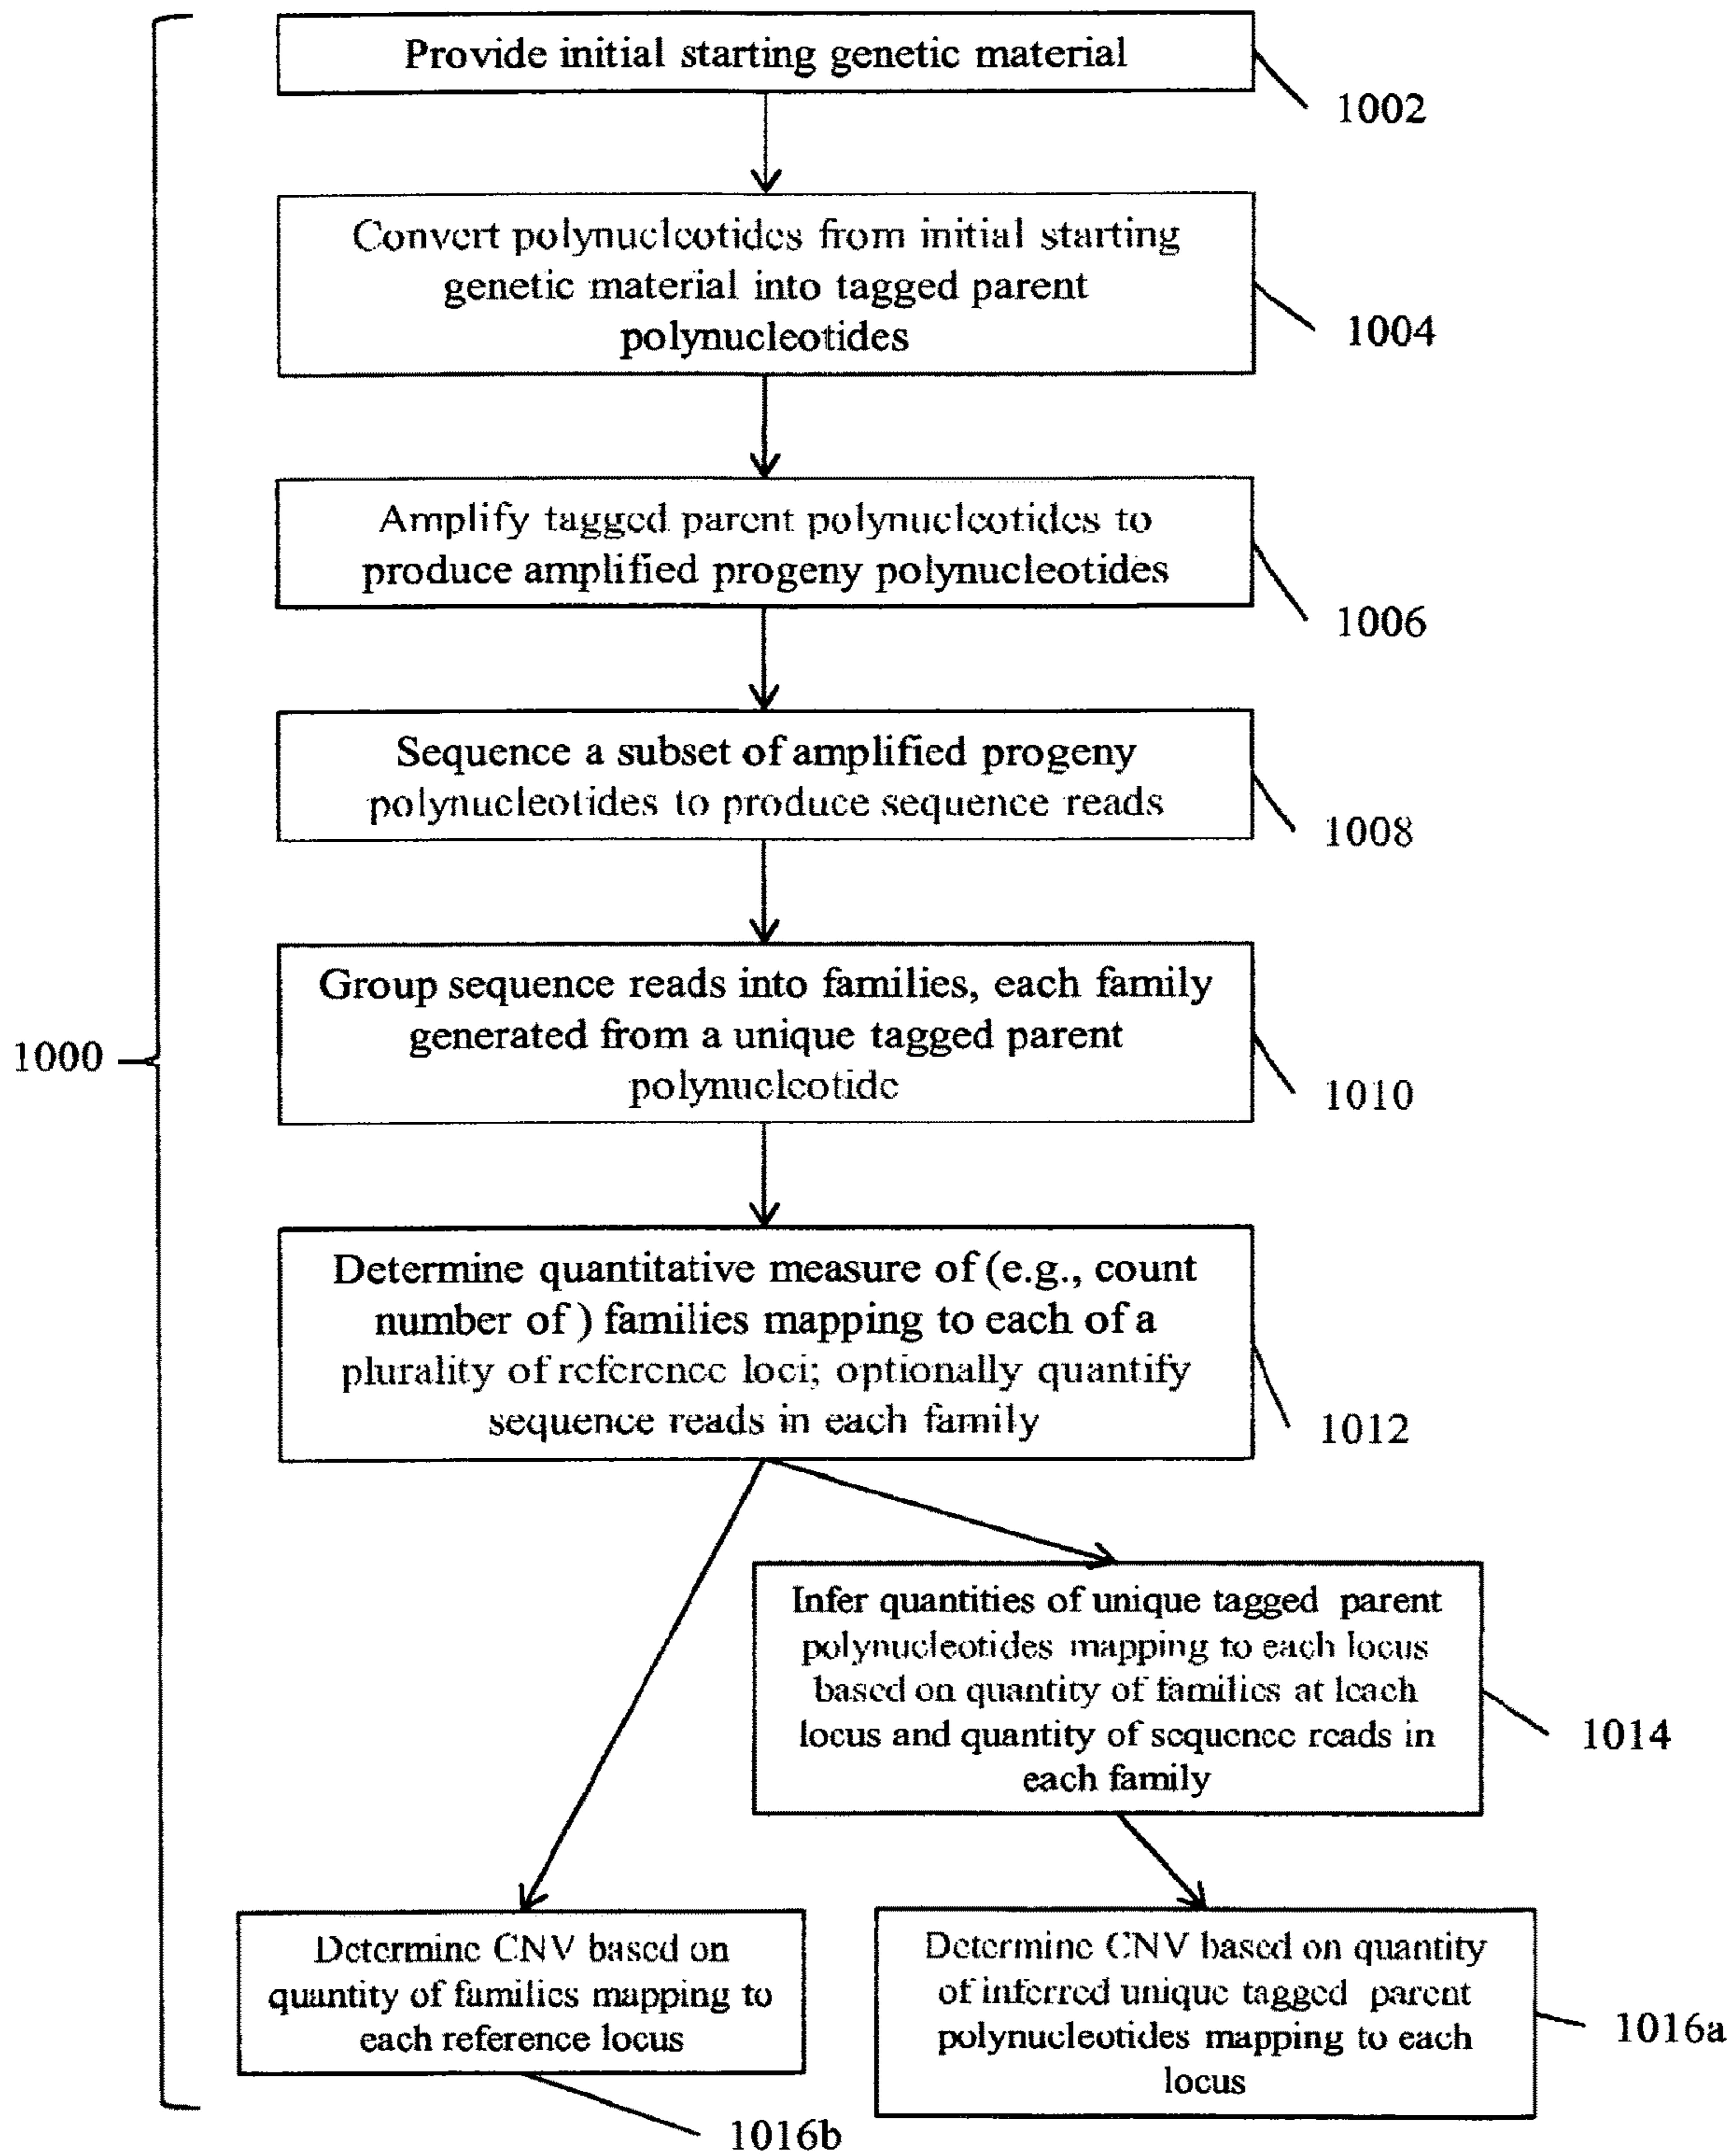 Provide initial starting genetic material
1002
Convert polynucleotides from initial starting
genetic material into tagged parent
polynucleotides
1004
Amplify tagged parent polynucleotides to
produce amplified progeny polynucleotides
1006
Sequence a subset of amplified progeny
polynucleotides to produce sequence reads
1008
Group sequence reads into families, each family
generated from a unique tagged parent
polynucleotide
1010
1000
Determine quantitative measure of (e.g., count
number of ) families mapping to each of a
plurality of reference loci; optionally quantify
sequence reads in each family
1012
Infer quantities of unique tagged parent
polynucleotides mapping to each locus
based on quantity of families at leach
locus and quantity of sequence reads in
each family
1014
Determine CNV based on
quantity of families mapping to
each reference locus
1016b
Determine CNV based on quantity
of inferred unique tagged parent
polynucleotides mapping to each
locus
1016a